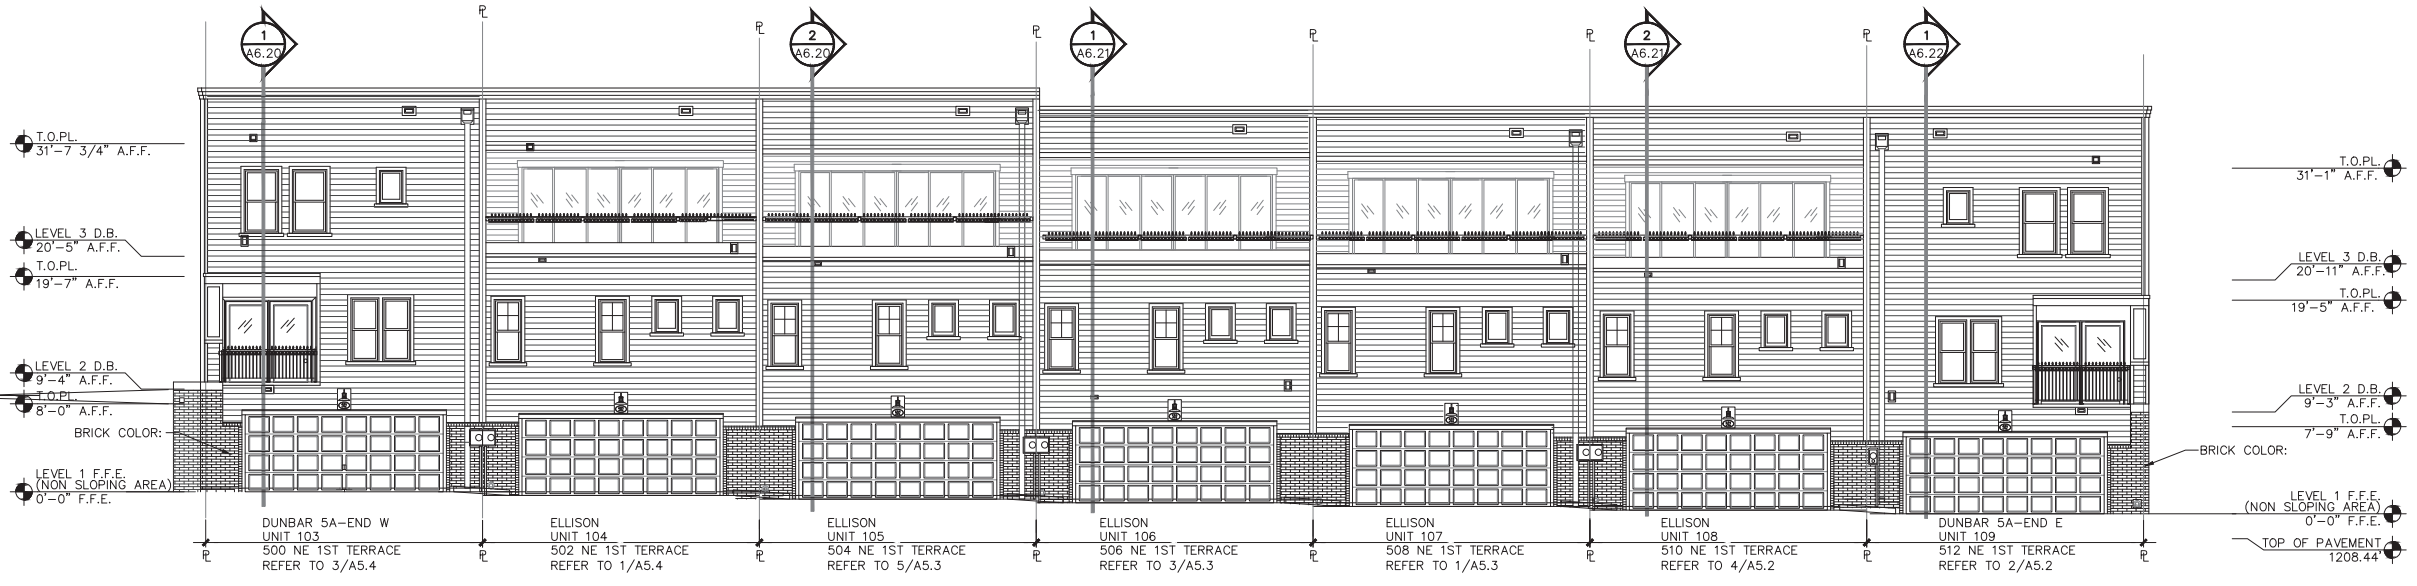 1
A6.20
2
A6.20
1
A6.21
2
A6.21
1
A6.22
PL
PL
PL
PL
PL
PL
PL
PL
T.O.PL.
31'-7 3/4" A.F.F.
LEVEL 3 D.B.
20'-5" A.F.F.
T.O.PL.
19'-7" A.F.F.
LEVEL 2 D.B.
9'-4" A.F.F.
T.O.PL.
8'-0" A.F.F.
BRICK COLOR:
LEVEL 1 F.F.E.
(NON SLOPING AREA)
0'-0" F.F.E.
T.O.PL.
31'-1" A.F.F.
LEVEL 3 D.B.
20'-11" A.F.F.
T.O.PL.
19'-5" A.F.F.
LEVEL 2 D.B.
9'-3" A.F.F.
T.O.PL.
7'-9" A.F.F.
BRICK COLOR:
LEVEL 1 F.F.E.
(NON SLOPING AREA)
0'-0" F.F.E.
TOP OF PAVEMENT
1208.44'
DUNBAR 5A-END W
UNIT 103
500 NE 1ST TERRACE
REFER TO 3/A5.4
ELLISON
UNIT 104
502 NE 1ST TERRACE
REFER TO 1/A5.4
ELLISON
UNIT 105
504 NE 1ST TERRACE
REFER TO 5/A5.3
ELLISON
UNIT 106
506 NE 1ST TERRACE
REFER TO 3/A5.3
ELLISON
UNIT 107
508 NE 1ST TERRACE
REFER TO 1/A5.3
ELLISON
UNIT 108
510 NE 1ST TERRACE
REFER TO 4/A5.2
DUNBAR 5A-END E
UNIT 109
512 NE 1ST TERRACE
REFER TO 2/A5.2
PL
PL
PL
PL
PL
PL
PL
PL